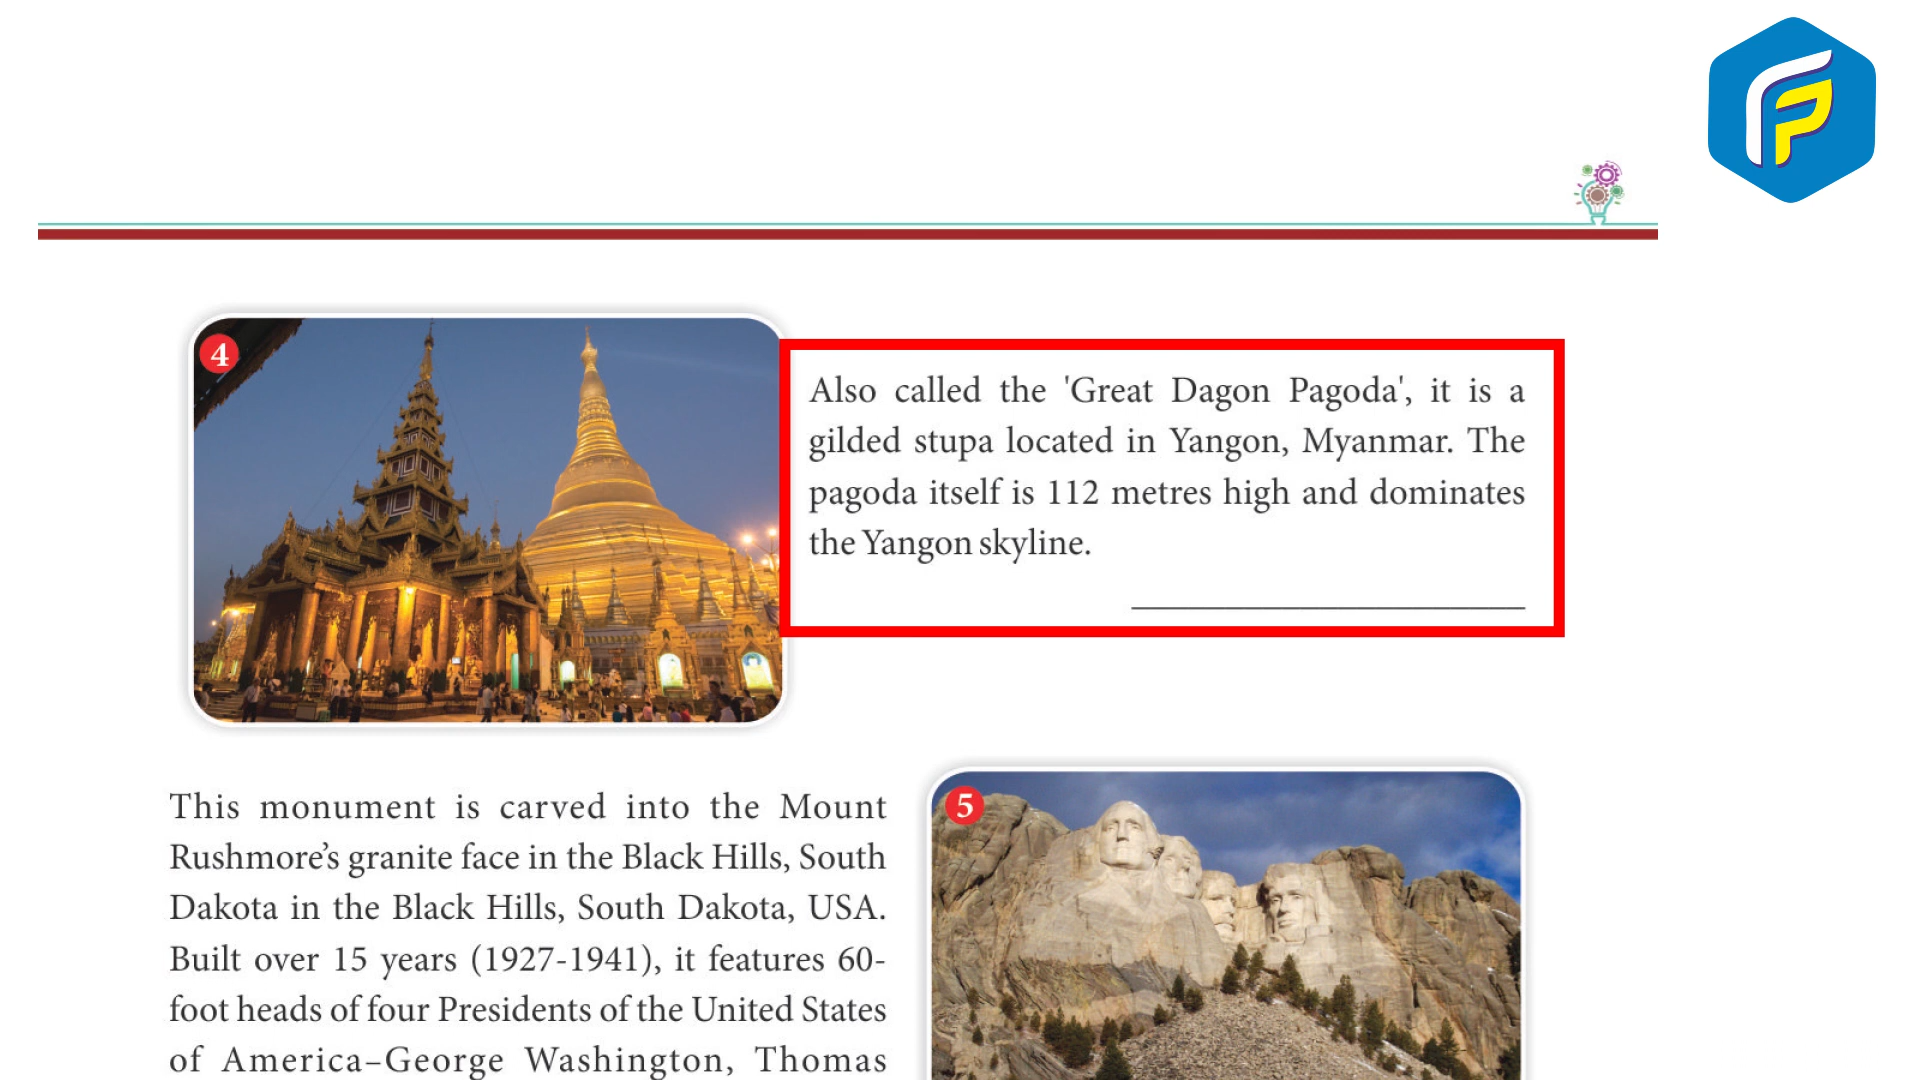 4
Also called the 'Great Dagon Pagoda', it is a
gilded stupa located in Yangon, Myanmar. The
pagoda itself is 112 metres high and dominates
the Yangon skyline.
This monument is carved into the Mount
Rushmore’s granite face in the Black Hills, South
Dakota in the Black Hills, South Dakota, USA.
Built over 15 years (1927-1941), it features 60-
foot heads of four Presidents of the United States
of America–George Washington, Thomas
5